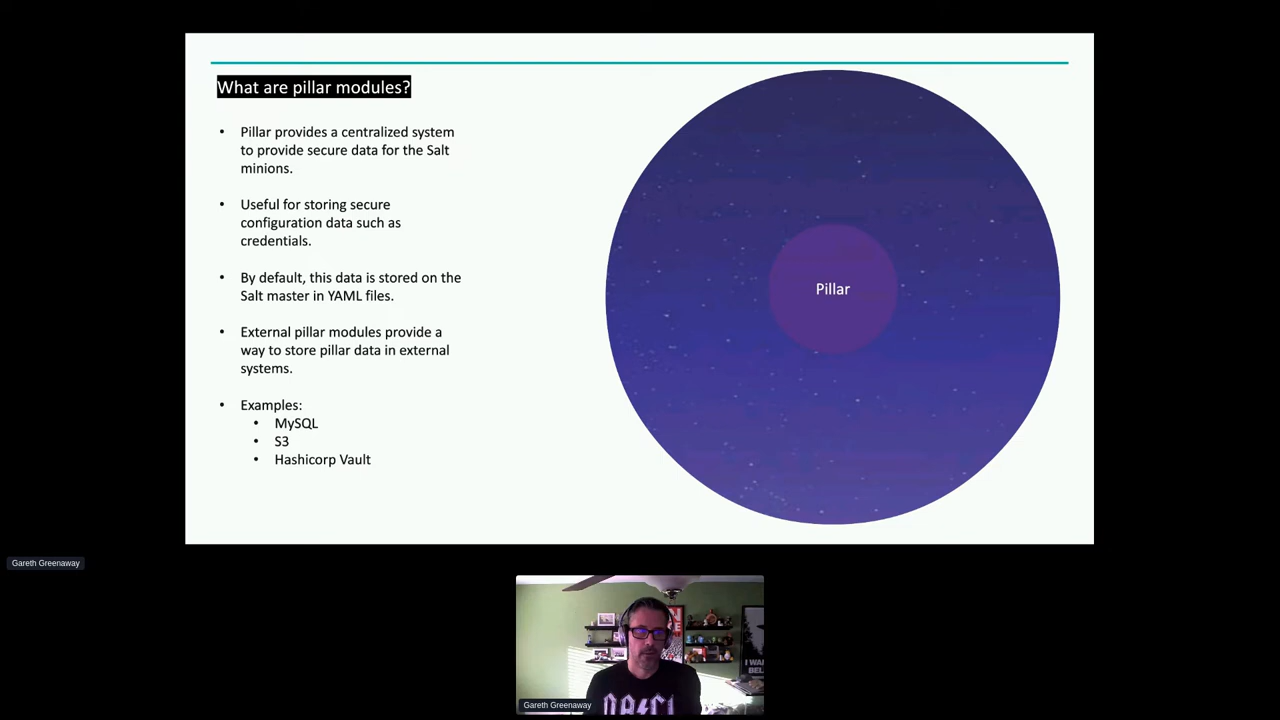 What are pillar modules?
• Pillar provides a centralized system
to provide secure data for the Salt
minions.
• Useful for storing secure
configuration data such as
credentials.
• By default, this data is stored on the
Salt master in YAML files.
• External pillar modules provide a
way to store pillar data in external
systems.
• Examples:
• MySQL
• S3
• Hashicorp Vault
Pillar
Gareth Greenaway
I WA
BEL
Gareth Greenaway